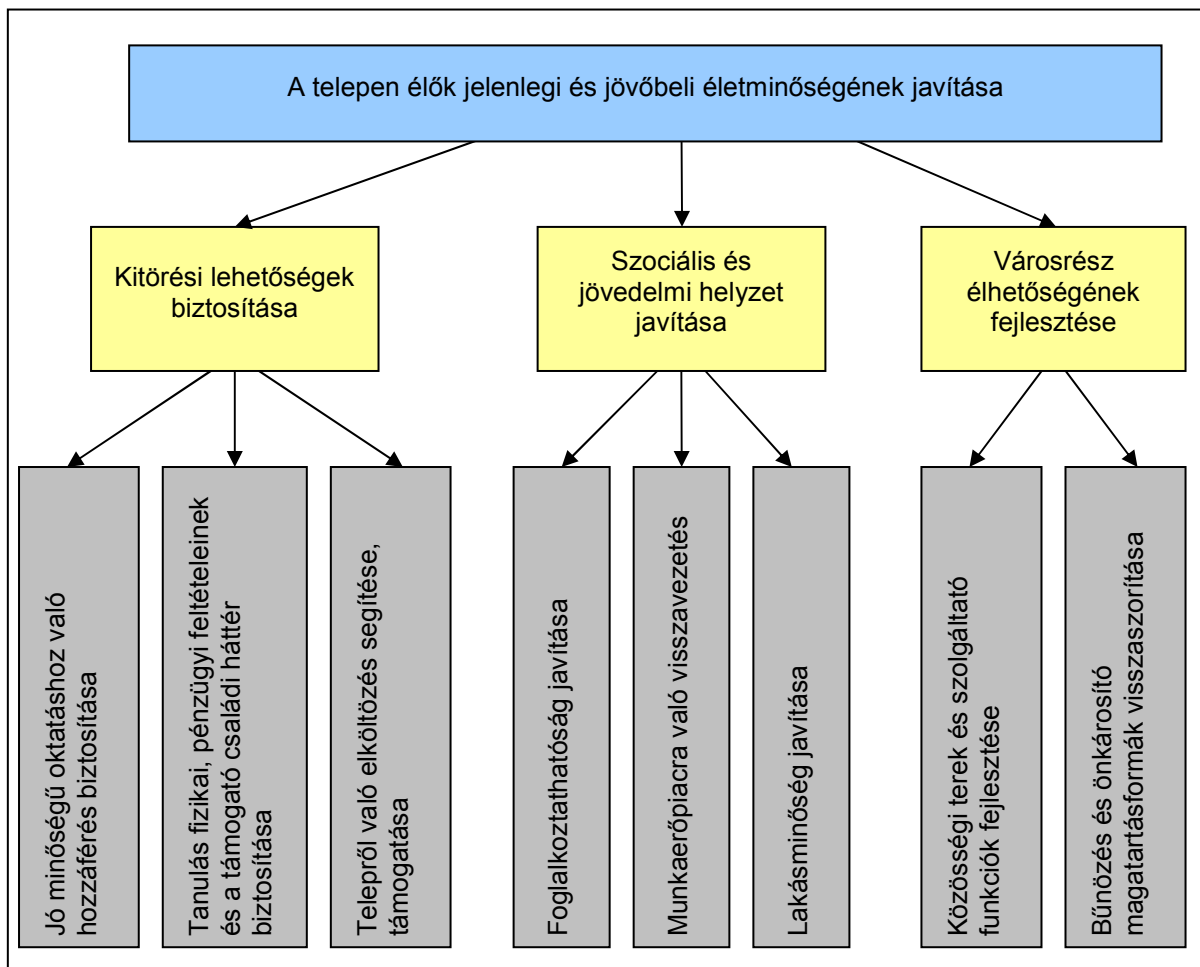 A telepen élők jelenlegi és jövőbeli életminőségének javítása
Kitörési lehetőségek
biztosítása
Szociális és
jövedelmi helyzet
javítása
Városrész
élhetőségének
fejlesztése
Jó minőségű oktatáshoz való
hozzáférés biztosítása
Tanulás fizikai, pénzügyi feltételeinek
és a támogató családi háttér
biztosítása
Telepről való elköltözés segítése,
támogatása
Foglalkoztathatóság javítása
Munkaerőpiacra való visszavezetés
Lakásminőség javítása
Közösségi terek és szolgáltató
funkciók fejlesztése
Bűnözés és önkárosító
magatartásformák visszaszorítása